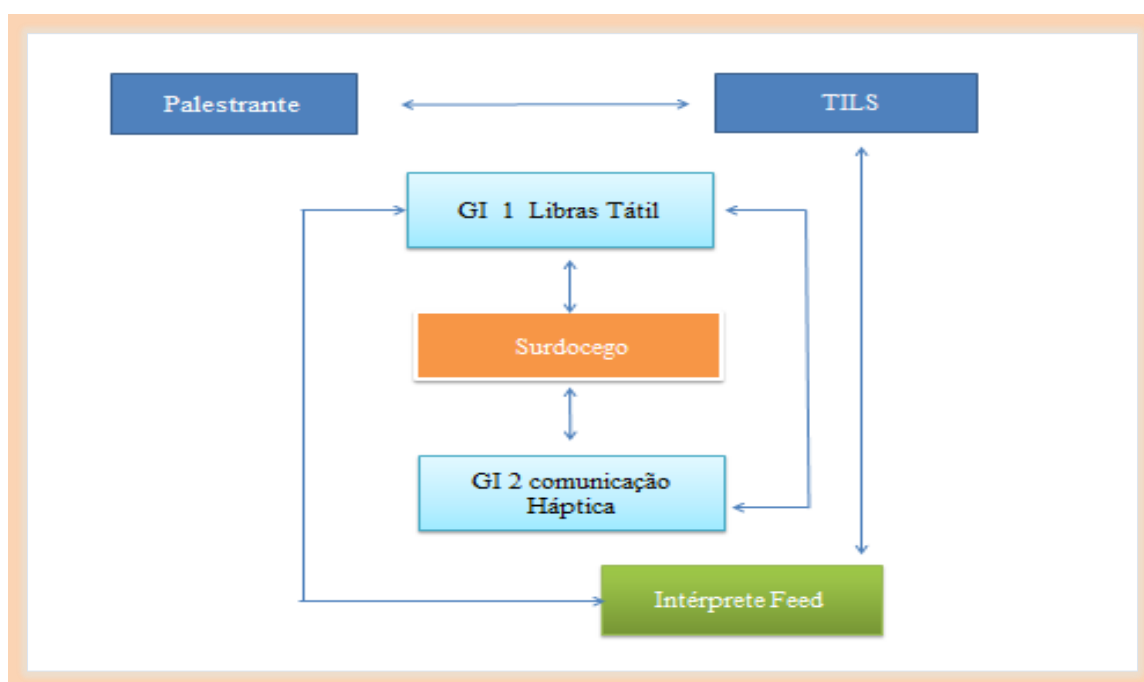 Palestrante
TILS
GI 1 Libras Tátil
Surdocego
GI 2 comunicação
Háptica
Intérprete Feed